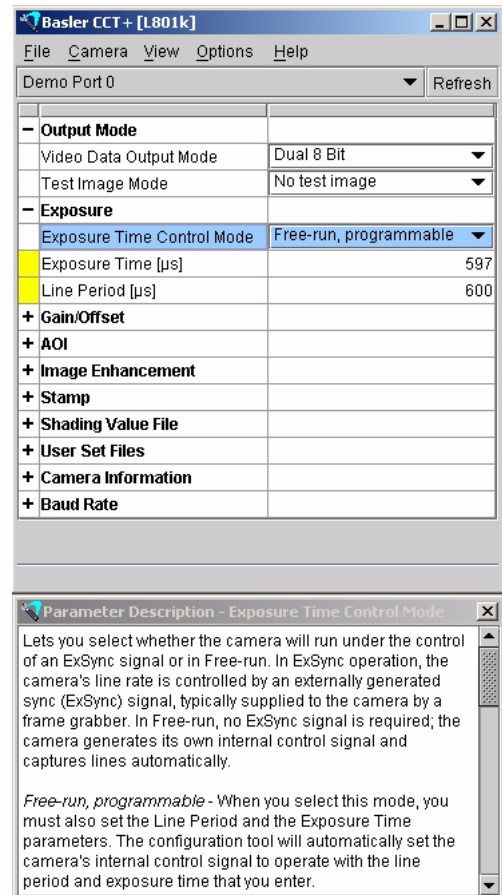 Basler CCT+ [L801k]
File Camera View Options Help
Demo Port 0 Refresh
− Output Mode
Video Data Output Mode Dual 8 Bit
Test Image Mode No test image
− Exposure
Exposure Time Control Mode Free-run, programmable
Exposure Time [µs] 597
Line Period [µs] 600
+ Gain/Offset
+ AOI
+ Image Enhancement
+ Stamp
+ Shading Value File
+ User Set Files
+ Camera Information
+ Baud Rate
Parameter Description - Exposure Time Control Mode
Lets you select whether the camera will run under the control
of an ExSync signal or in Free-run. In ExSync operation, the
camera's line rate is controlled by an externally generated
sync (ExSync) signal, typically supplied to the camera by a
frame grabber. In Free-run, no ExSync signal is required; the
camera generates its own internal control signal and
captures lines automatically.
Free-run, programmable - When you select this mode, you
must also set the Line Period and the Exposure Time
parameters. The configuration tool will automatically set the
camera's internal control signal to operate with the line
period and exposure time that you enter.